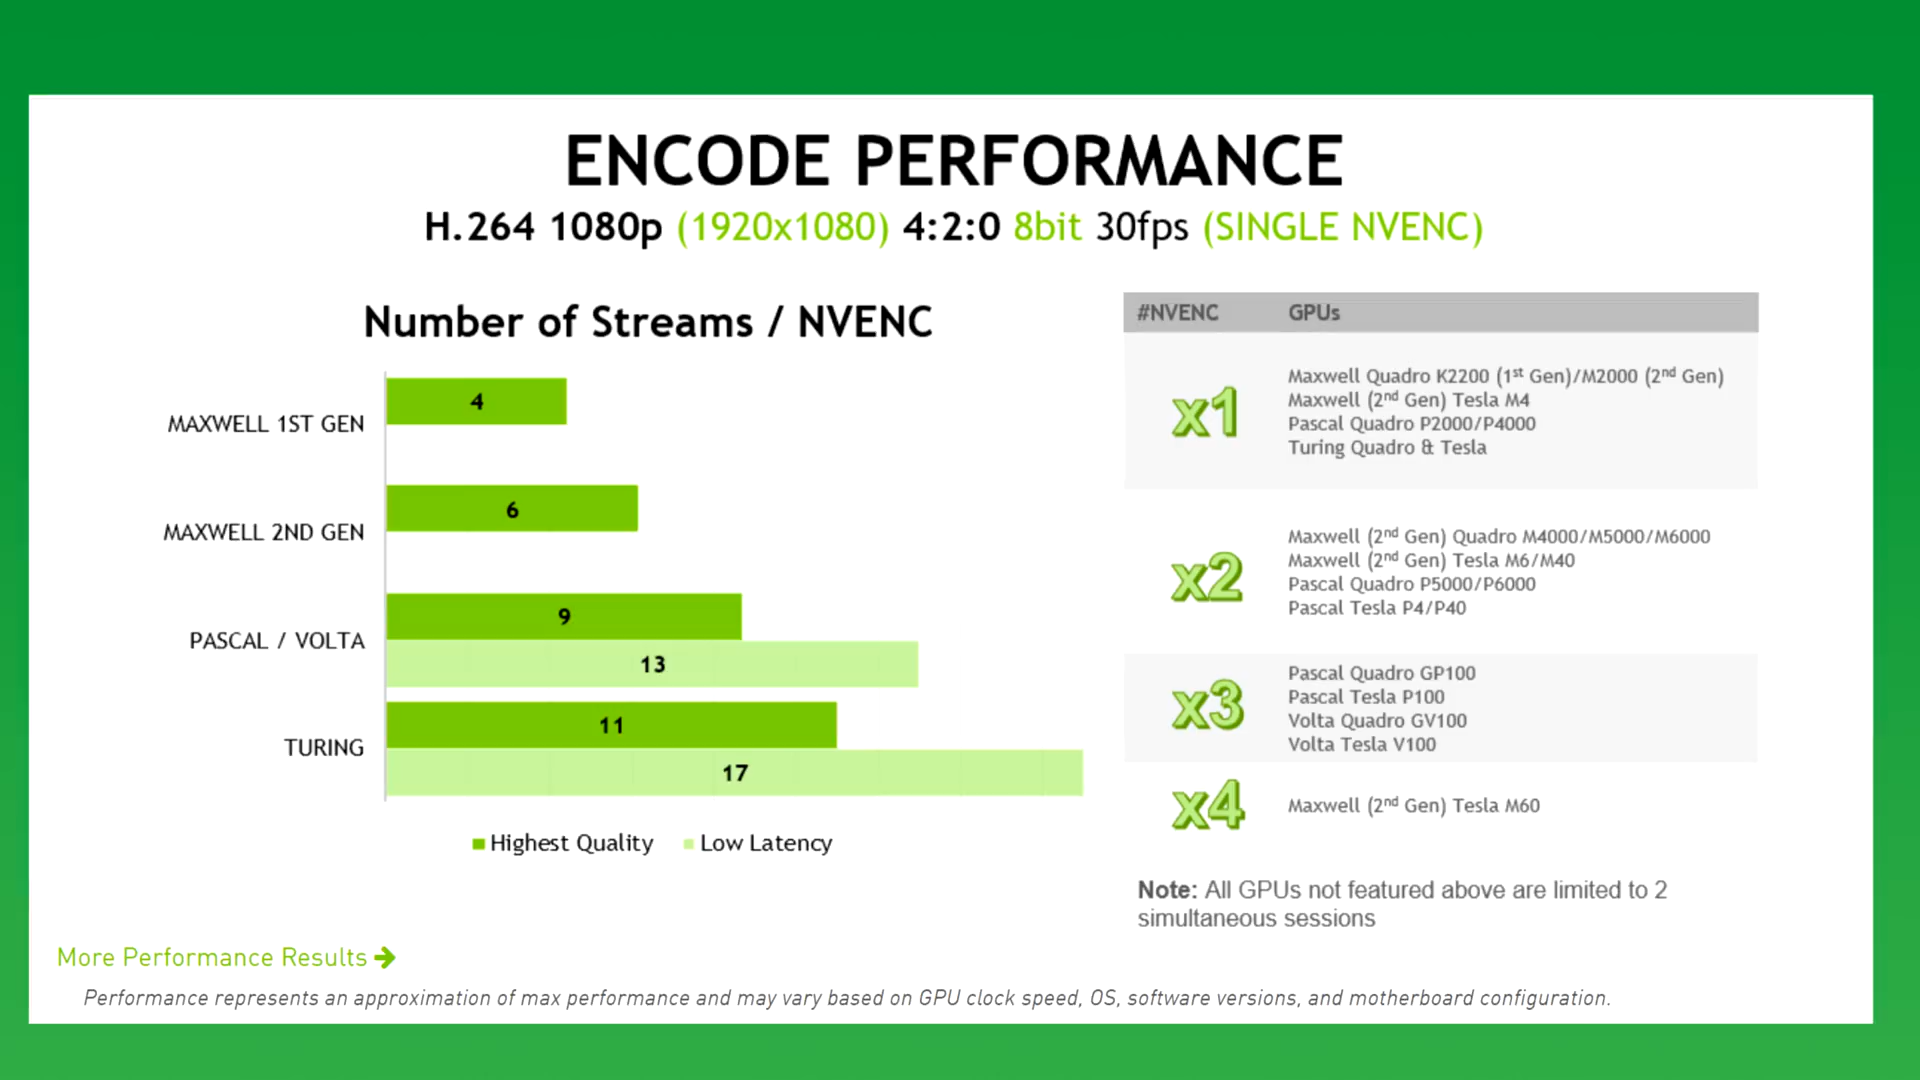 ENCODE PERFORMANCE
H.264 1080p (1920x1080) 4:2:0 8bit 30fps (SINGLE NVENC)
Number of Streams / NVENC
MAXWELL 1ST GEN
4
MAXWELL 2ND GEN
6
PASCAL / VOLTA
9
13
TURING
11
17
Highest Quality
Low Latency
#NVENC GPUs
x1
Maxwell Quadro K2200 (1st Gen)/M2000 (2nd Gen)
Maxwell (2nd Gen) Tesla M4
Pascal Quadro P2000/P4000
Turing Quadro & Tesla
x2
Maxwell (2nd Gen) Quadro M4000/M5000/M6000
Maxwell (2nd Gen) Tesla M6/M40
Pascal Quadro P5000/P6000
Pascal Tesla P4/P40
x3
Pascal Quadro GP100
Pascal Tesla P100
Volta Quadro GV100
Volta Tesla V100
x4
Maxwell (2nd Gen) Tesla M60
Note: All GPUs not featured above are limited to 2
simultaneous sessions
More Performance Results
Performance represents an approximation of max performance and may vary based on GPU clock speed, OS, software versions, and motherboard configuration.